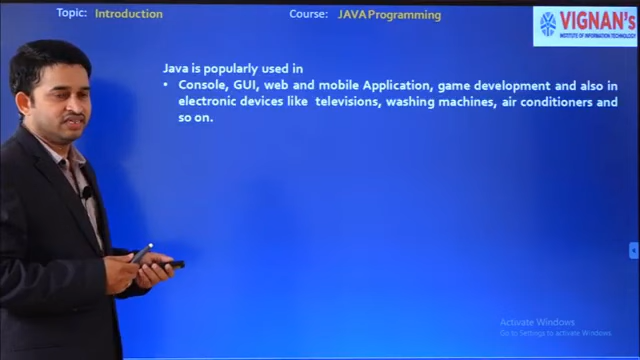 Topic: Introduction
Course: JAVA Programming
VIGNAN's
INSTITUTE OF INFORMATION TECHNOLOGY
Java is popularly used in
• Console, GUI, web and mobile Application, game development and also in
electronic devices like televisions, washing machines, air conditioners and
so on.
Activate Windows
Go to Settings to activate Windows.